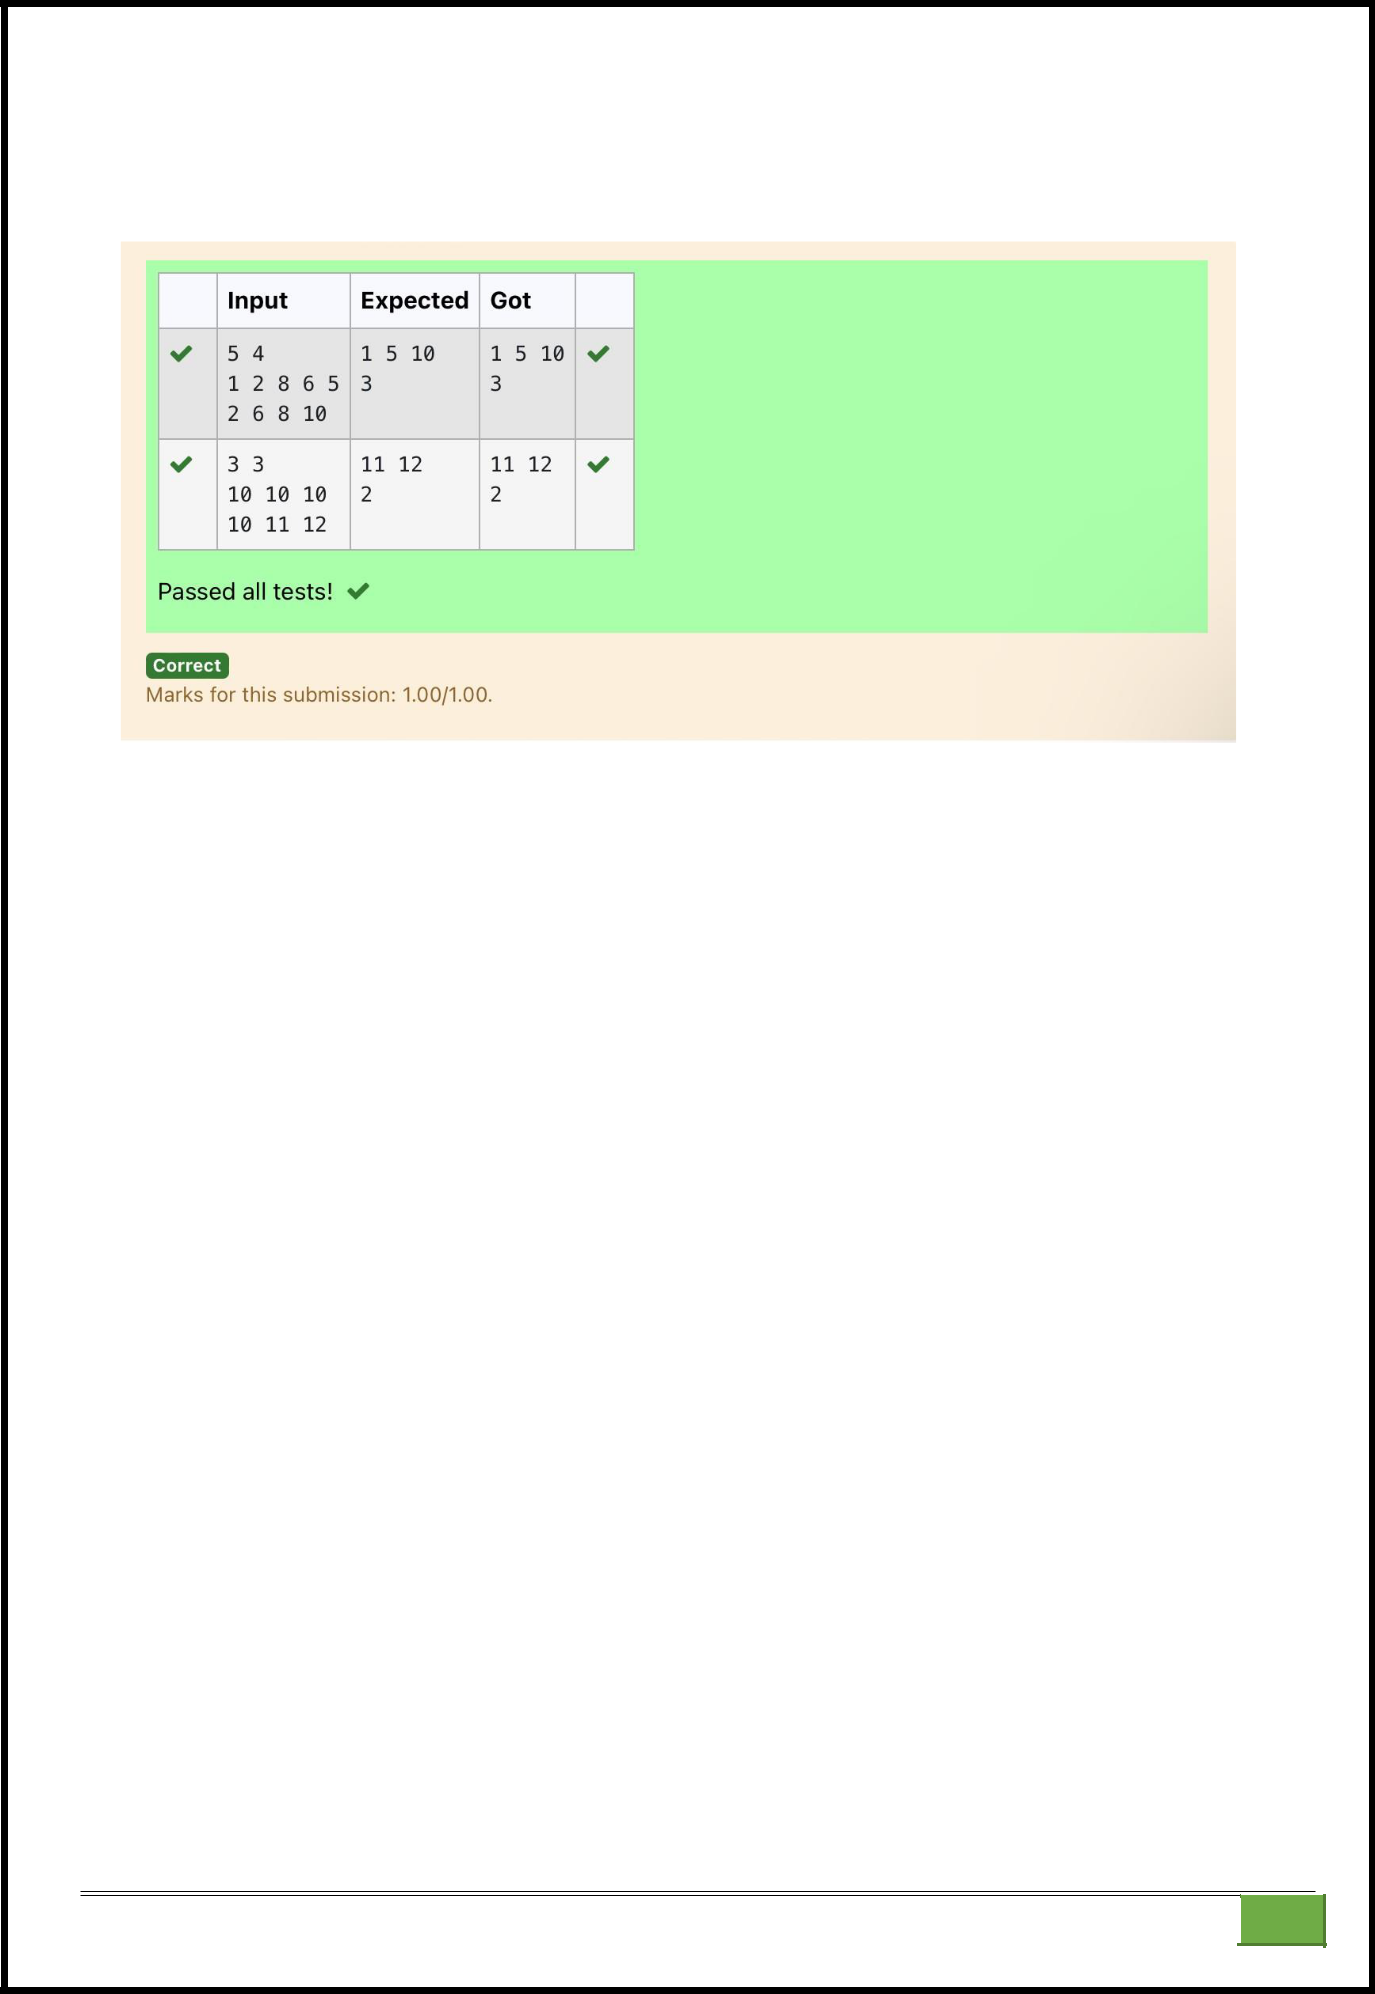 Input Expected Got
5 4 1 5 10 1 5 10
1 2 8 6 5 3 3
2 6 8 10
3 3 11 12 11 12
10 10 10 2 2
10 11 12
Passed all tests!
Correct
Marks for this submission: 1.00/1.00.